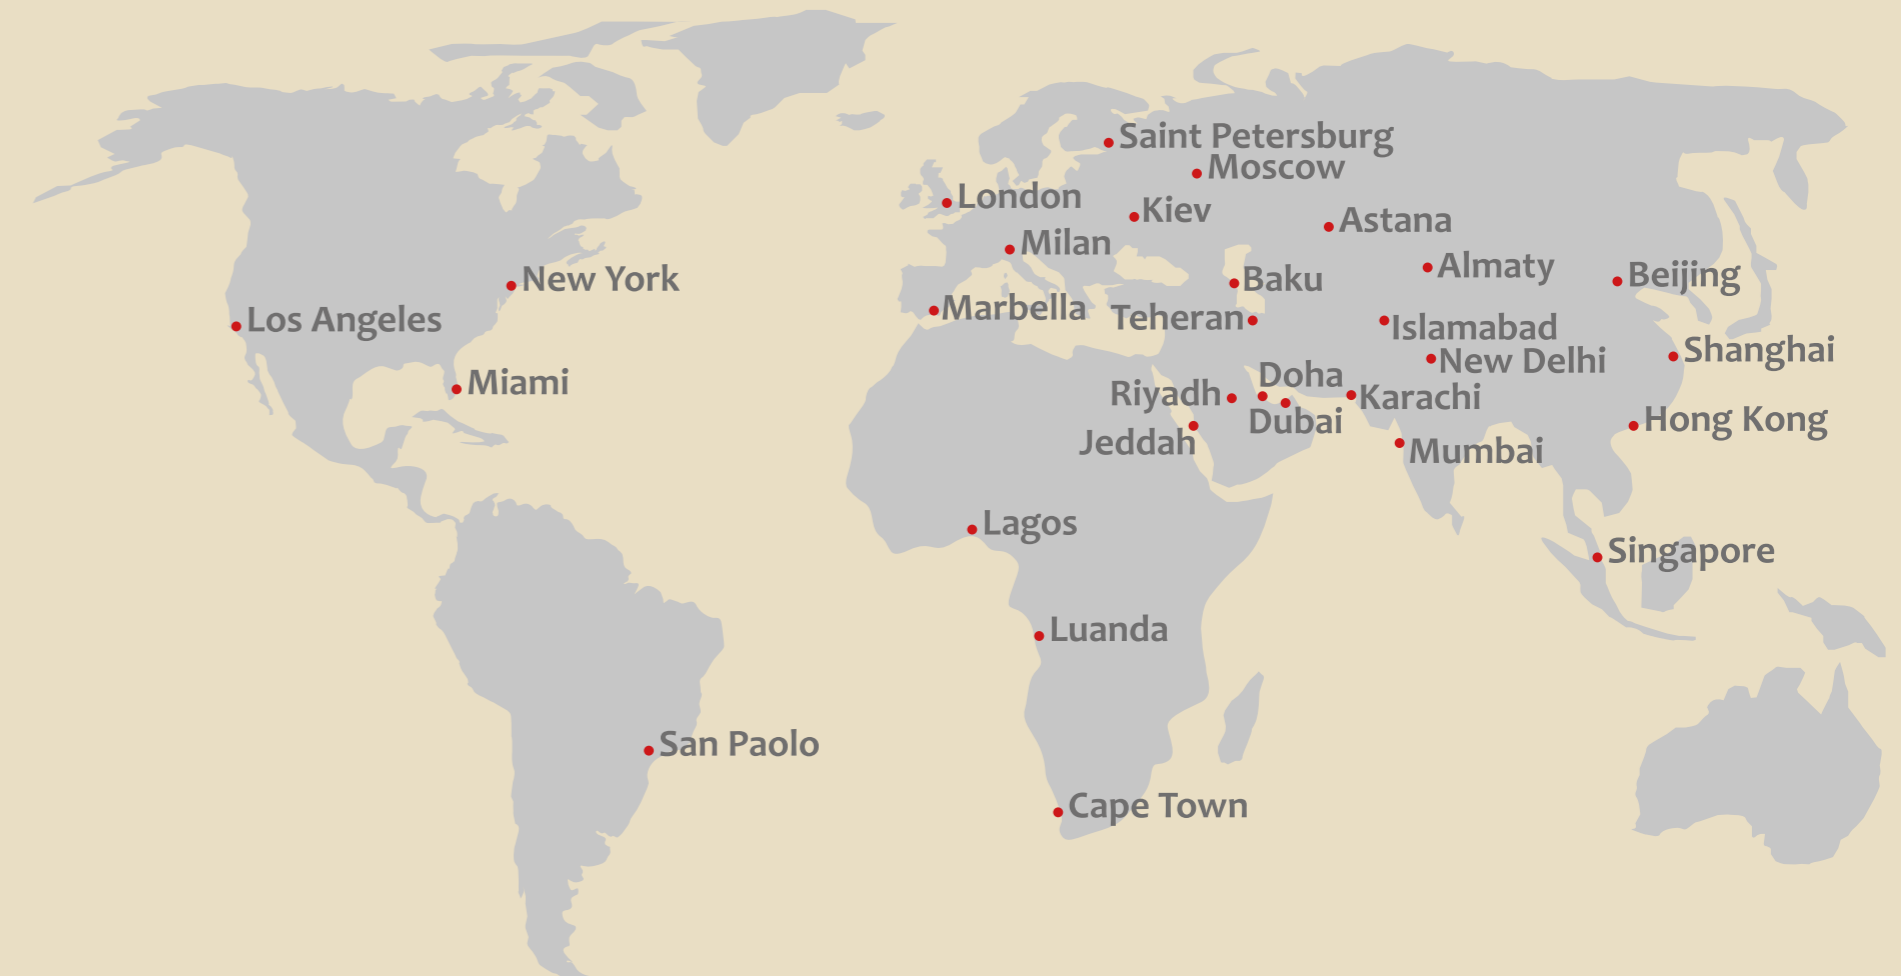 Saint Petersburg
Moscow
London
Kiev
Astana
Milan
Almaty
New York
Baku
Beijing
Marbella
Los Angeles
Teheran
Islamabad
Shanghai
New Delhi
Miami
Doha
Riyadh
Karachi
Dubai
Hong Kong
Jeddah
Mumbai
Lagos
Singapore
Luanda
San Paolo
Cape Town